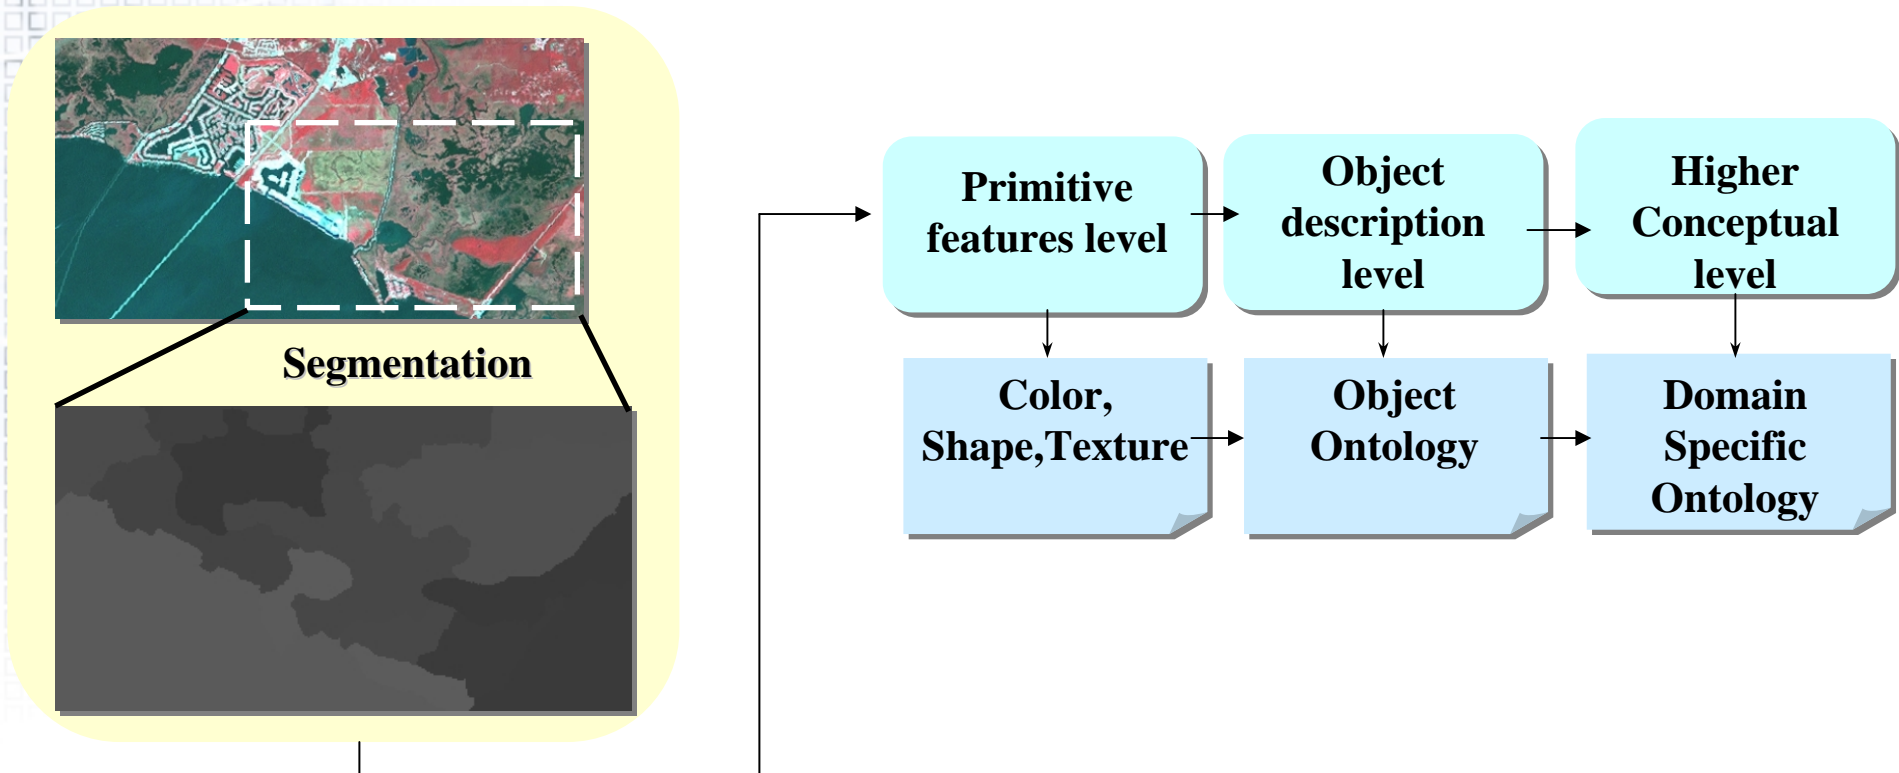 Segmentation
Primitive
features level
Object
description
level
Higher
Conceptual
level
Color,
Shape,Texture
Object
Ontology
Domain
Specific
Ontology